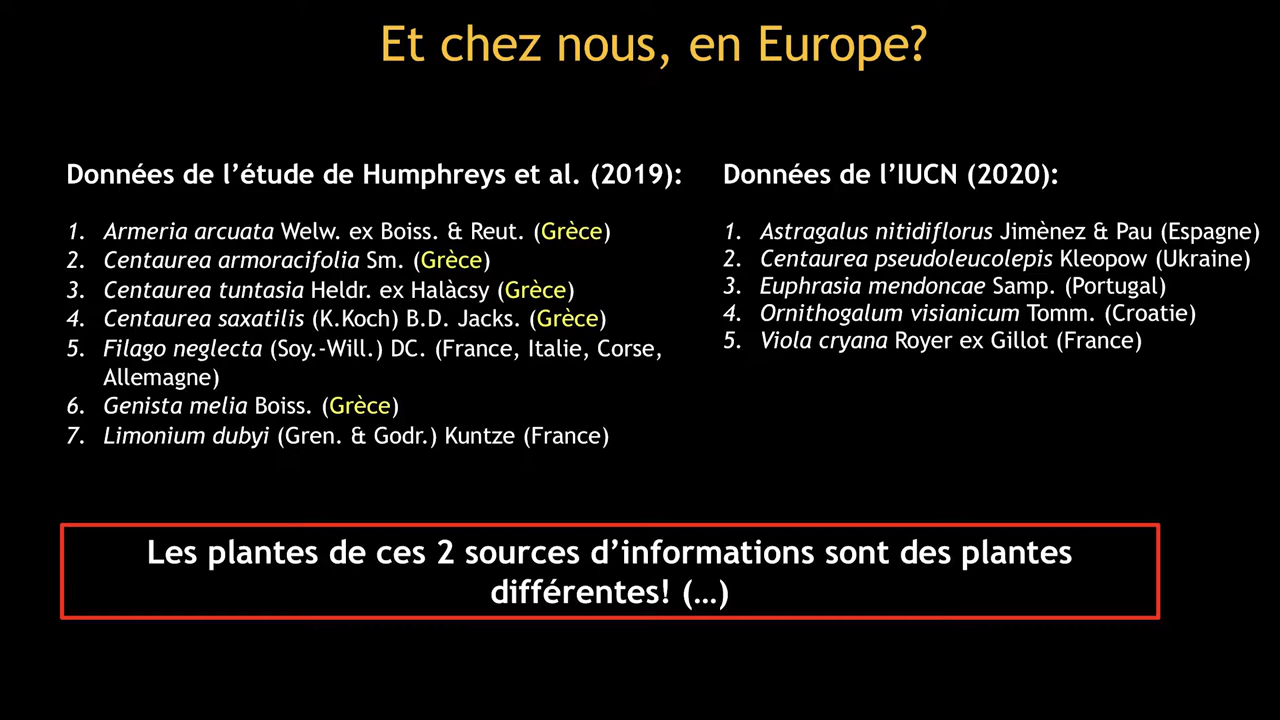 Et chez nous, en Europe?
Données de l’étude de Humphreys et al. (2019):
1. Armeria arcuata Welw. ex Boiss. & Reut. (Grèce)
2. Centaurea armoracifolia Sm. (Grèce)
3. Centaurea tuntasia Heldr. ex Halàcsy (Grèce)
4. Centaurea saxatilis (K.Koch) B.D. Jacks. (Grèce)
5. Filago neglecta (Soy.-Will.) DC. (France, Italie, Corse,
Allemagne)
6. Genista melia Boiss. (Grèce)
7. Limonium dubyi (Gren. & Godr.) Kuntze (France)
Données de l’IUCN (2020):
1. Astragalus nitidiflorus Jimènez & Pau (Espagne)
2. Centaurea pseudoleucolepis Kleopow (Ukraine)
3. Euphrasia mendoncae Samp. (Portugal)
4. Ornithogalum visianicum Tomm. (Croatie)
5. Viola cryana Royer ex Gillot (France)
Les plantes de ces 2 sources d’informations sont des plantes
différentes! (…)